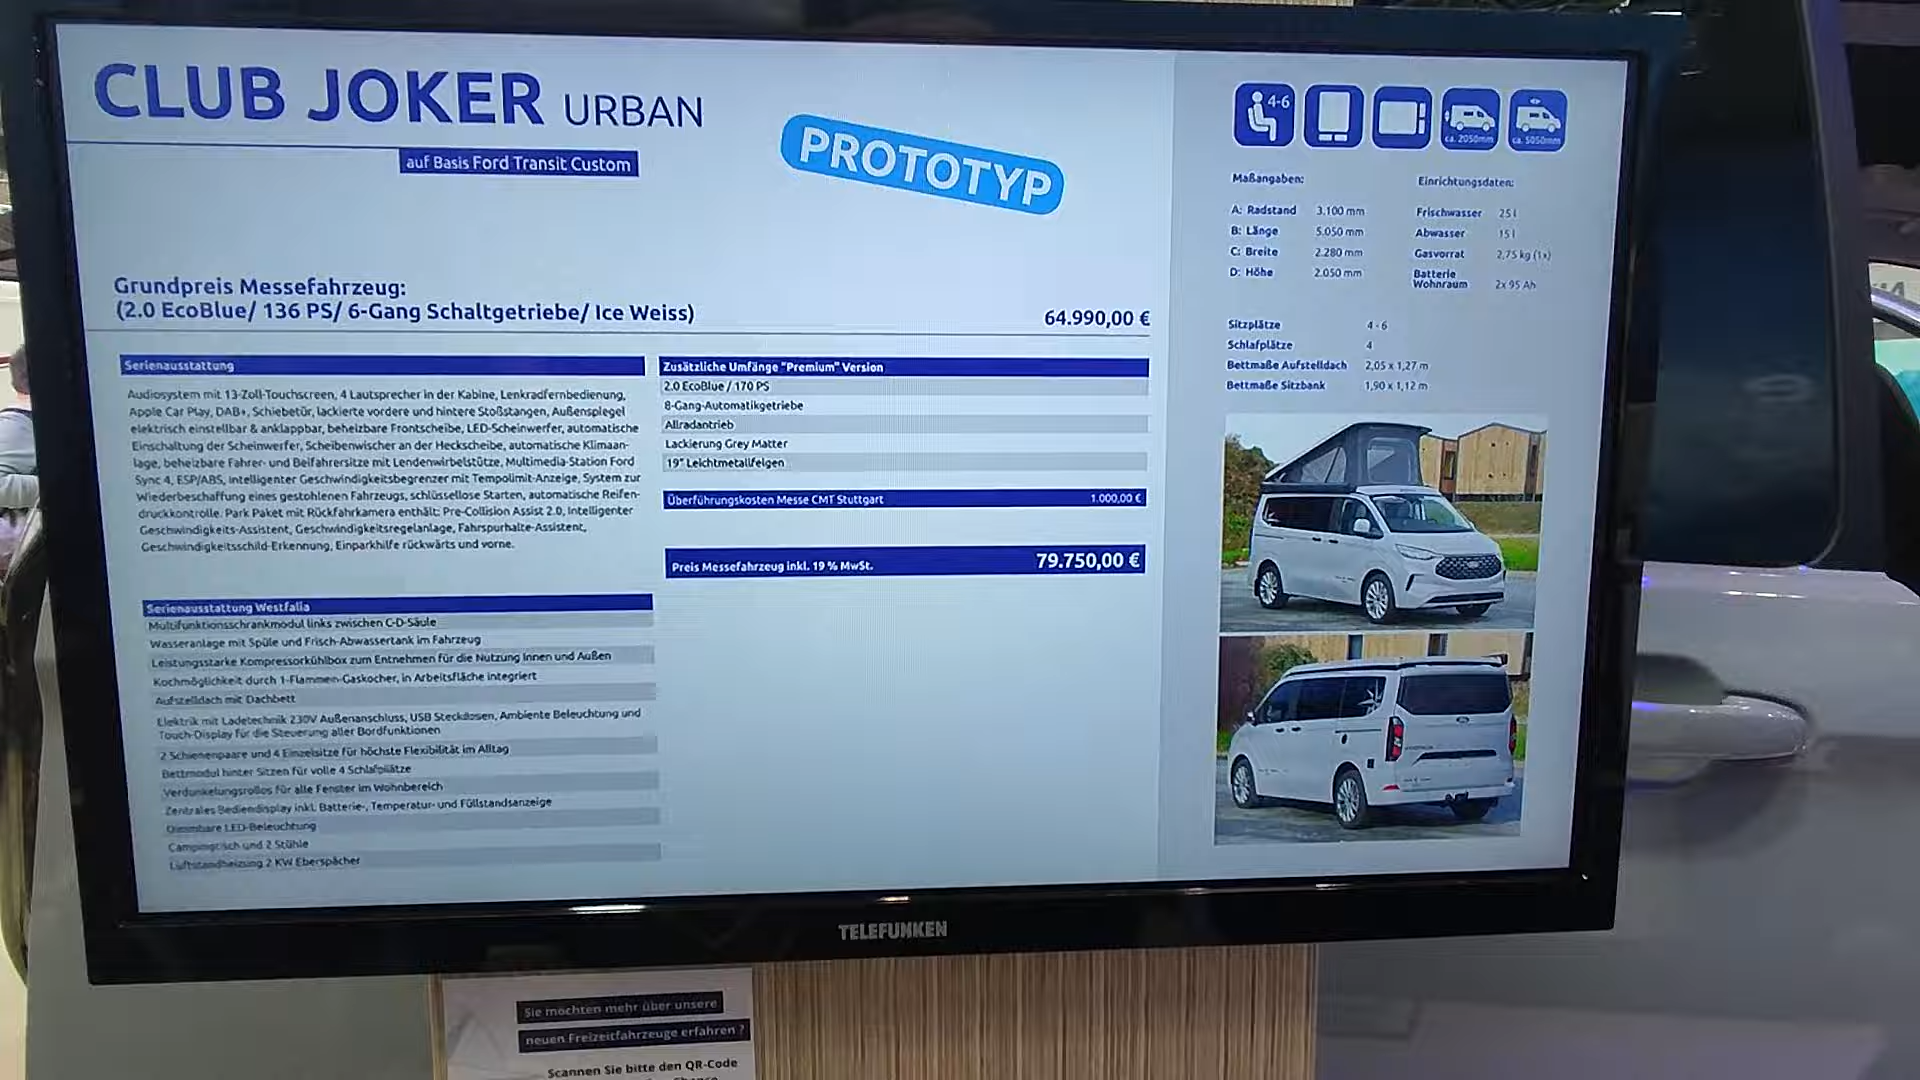 CLUB JOKER URBAN
auf Basis Ford Transit Custom
PROTOTYP
Grundpreis Messefahrzeug:
(2.0 EcoBlue/ 136 PS/ 6-Gang Schaltgetriebe/ Ice Weiss) 64.990,00 €
Serienausstattung
Audiosystem mit 13-Zoll-Touchscreen, 4 Lautsprecher in der Kabine, Lenkradfernbedienung,
Apple Car Play, DAB+, Schiebetür, lackierte vordere und hintere Stoßstangen, Außenspiegel
elektrisch einstellbar & anklappbar, beheizbare Frontscheibe, LED-Scheinwerfer, automatische
Einschaltung der Scheinwerfer, Scheibenwischer an der Heckscheibe, automatische Klimaan-
lage, beheizbare Fahrer- und Beifahrersitze mit Lendenwirbelstütze, Multimedia-Station Ford
Sync 4, ESP/ABS, Intelligenter Geschwindigkeitsbegrenzer mit Tempolimit-Anzeige, System zur
Wiederbeschaffung eines gestohlenen Fahrzeugs, schlüssellose Starten, automatische Reifen-
druckkontrolle. Park Paket mit Rückfahrkamera enthält: Pre-Collision Assist 2.0, Intelligenter
Geschwindigkeits-Assistent, Geschwindigkeitsregelanlage, Fahrspurhalte-Assistent,
Geschwindigkeitsschild-Erkennung, Einparkhilfe rückwärts und vorne.
Serienausstattung Westfalia
Multifunktionsschrankmodul links zwischen C-D-Säule
Wasseranlage mit Spüle und Frisch-Abwassertank im Fahrzeug
Leistungsstarke Kompressorkühlbox zum Entnehmen für die Nutzung Innen und Außen
Kochmöglichkeit durch 1-Flammen-Gaskocher, in Arbeitsfläche integriert
Aufstelldach mit Dachbett
Elektrik mit Ladetechnik 230V Außenanschluss, USB Steckdosen, Ambiente Beleuchtung und
Touch-Display für die Steuerung aller Bordfunktionen
2 Schienenpaare und 4 Einzelsitze für höchste Flexibilität im Alltag
Bettmodul hinter Sitzen für volle 4 Schlafplätze
Verdunkelungsrollos für alle Fenster im Wohnbereich
Zentrales Bediendisplay inkl. Batterie-, Temperatur- und Füllstandsanzeige
Dimmbare LED-Beleuchtung
Campingtisch und 2 Stühle
Luftstandheizung 2 KW Eberspächer
Zusätzliche Umfänge "Premium" Version
2.0 EcoBlue / 170 PS
8-Gang-Automatikgetriebe
Allradantrieb
Lackierung Grey Matter
19" Leichtmetallfelgen
Überführungskosten Messe CMT Stuttgart 1.000,00 €
Preis Messefahrzeug inkl. 19 % MwSt. 79.750,00 €
4-6
ca. 2050mm
ca. 5050mm
Maßangaben:
A: Radstand 3.100 mm
B: Länge 5.050 mm
C: Breite 2.280 mm
D: Höhe 2.050 mm
Einrichtungsdaten:
Frischwasser 25 l
Abwasser 15 l
Gasvorrat 2,75 kg (1x)
Batterie
Wohnraum 2x 95 Ah
Sitzplätze 4 - 6
Schlafplätze 4
Bettmaße Aufstelldach 2,05 x 1,27 m
Bettmaße Sitzbank 1,90 x 1,12 m
TELEFUNKEN
Sie möchten mehr über unsere
neuen Freizeitfahrzeuge erfahren ?
Scannen Sie bitte den QR-Code